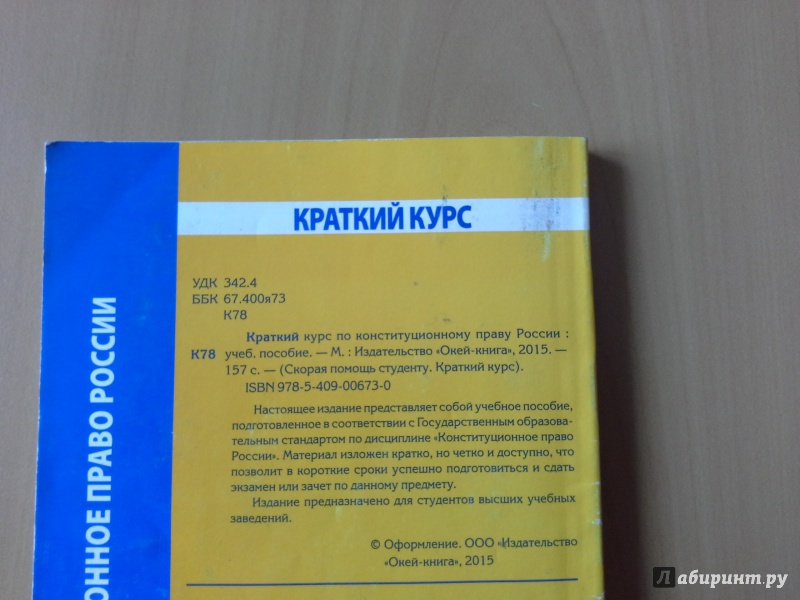 КРАТКИЙ КУРС
УДК 342.4
ББК 67.400я73
К78
Краткий курс по конституционному праву России :
К78 учеб. пособие. — М. : Издательство «Окей-книга», 2015. —
157 с. — (Скорая помощь студенту. Краткий курс).
ISBN 978-5-409-00673-0
Настоящее издание представляет собой учебное пособие,
подготовленное в соответствии с Государственным образова-
тельным стандартом по дисциплине «Конституционное право
России». Материал изложен кратко, но четко и доступно, что
позволит в короткие сроки успешно подготовиться и сдать
экзамен или зачет по данному предмету.
Издание предназначено для студентов высших учебных
заведений.
© Оформление. ООО «Издательство
«Окей-книга», 2015
ОННОЕ ПРАВО РОССИИ
Лабиринт.ру